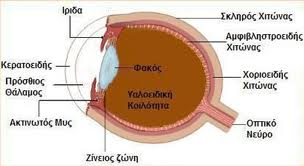 Ιριδα
Κερατοειδής
Πρόσθιος
Θάλαμος
Ακτινωτός Μυς
Ζίνειος ζώνη
Φακός
Υαλοειδική
Κοιλότητα
Σκληρός Χιτώνας
Αμφιβληστροειδής
Χιτώνας
Χοριοειδής
Χιτώνας
Οπτικό
Νεύρο